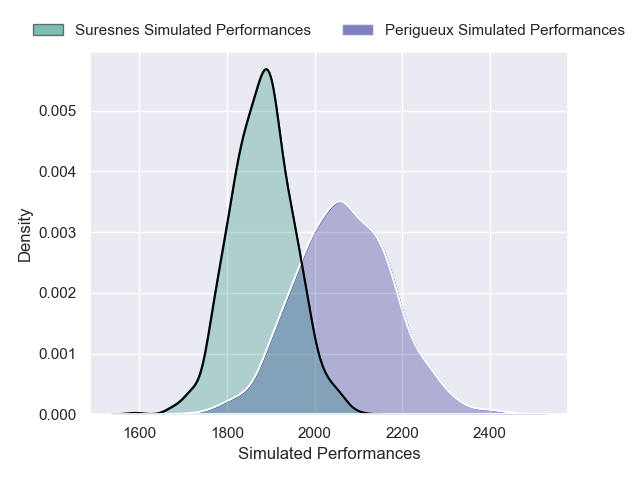 Suresnes Simulated Performances
Perigueux Simulated Performances
0.005
0.004
0.003
0.002
0.001
0.000
Density
1600
1800
2000
2200
2400
Simulated Performances